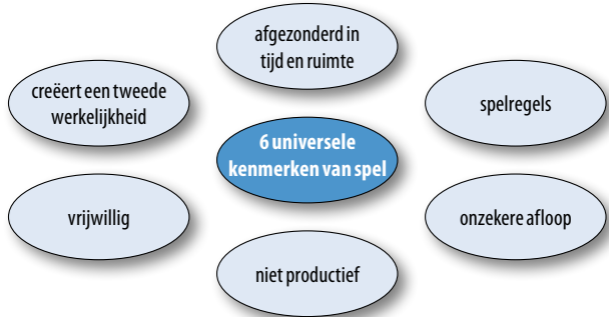 afgezonderd in
tijd en ruimte
creëert een tweede
werkelijkheid
spelregels
6 universele
kenmerken van spel
vrijwillig
onzekere afloop
niet productief